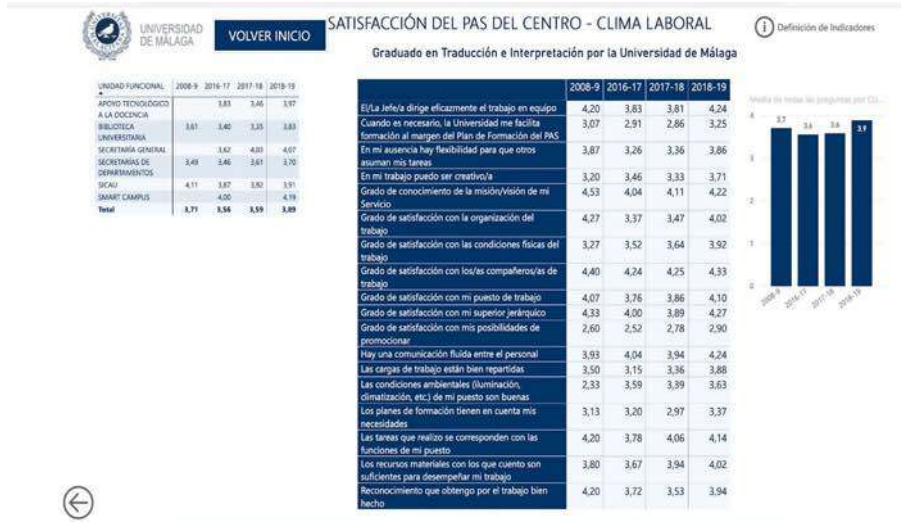 UNIVERSIDAD
DE MÁLAGA
VOLVER INICIO
SATISFACCIÓN DEL PAS DEL CENTRO - CLIMA LABORAL
Definición de Indicadores
Graduado en Traducción e Interpretación por la Universidad de Málaga
UNIDAD FUNCIONAL 2008-9 2016-17 2017-18 2018-19
APOYO TECNOLÓGICO 3,83 3,46 3,97
A LA DOCENCIA
BIBLIOTECA 3,61 3,40 3,35 3,83
UNIVERSITARIA
SECRETARÍA GENERAL 3,62 4,03 4,07
SECRETARÍAS DE 3,49 3,46 3,61 3,70
DEPARTAMENTOS
SICAU 4,11 3,87 3,92 3,91
SMART CAMPUS 4,00 4,19
Total 3,71 3,56 3,59 3,89
2008-9 2016-17 2017-18 2018-19
El/La Jefe/a dirige eficazmente el trabajo en equipo 4,20 3,83 3,81 4,24
Cuando es necesario, la Universidad me facilita 3,07 2,91 2,86 3,25
formación al margen del Plan de Formación del PAS
En mi ausencia hay flexibilidad para que otros 3,87 3,26 3,36 3,86
asuman mis tareas
En mi trabajo puedo ser creativo/a 3,20 3,46 3,33 3,71
Grado de conocimiento de la misión/visión de mi 4,53 4,04 4,11 4,22
Servicio
Grado de satisfacción con la organización del 4,27 3,37 3,47 4,02
trabajo
Grado de satisfacción con las condiciones físicas del 3,27 3,52 3,64 3,92
trabajo
Grado de satisfacción con los/as compañeros/as de 4,40 4,24 4,25 4,33
trabajo
Grado de satisfacción con mi puesto de trabajo 4,07 3,76 3,86 4,10
Grado de satisfacción con mi superior jerárquico 4,33 4,00 3,89 4,27
Grado de satisfacción con mis posibilidades de 2,60 2,52 2,78 2,90
promocionar
Hay una comunicación fluida entre el personal 3,93 4,04 3,94 4,24
Las cargas de trabajo están bien repartidas 3,50 3,15 3,36 3,88
Las condiciones ambientales (iluminación, 2,33 3,59 3,39 3,63
climatización, etc.) de mi puesto son buenas
Los planes de formación tienen en cuenta mis 3,13 3,20 2,97 3,37
necesidades
Las tareas que realizo se corresponden con las 4,20 3,78 4,06 4,14
funciones de mi puesto
Los recursos materiales con los que cuento son 3,80 3,67 3,94 4,02
suficientes para desempeñar mi trabajo
Reconocimiento que obtengo por el trabajo bien 4,20 3,72 3,53 3,94
hecho
Media de todas las preguntas por
4
3
2
1
0
3,7 3,6 3,6 3,9
2008-9 2016-17 2017-18 2018-19